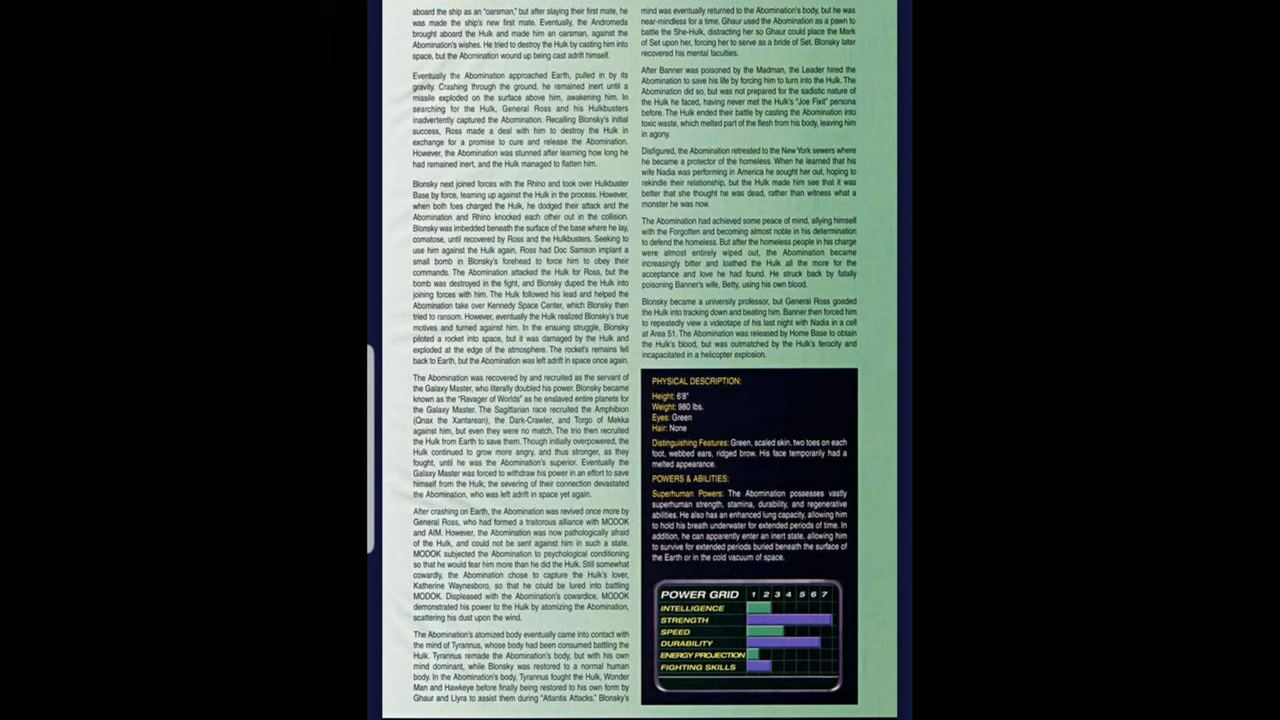 aboard the ship as an "oarsman," but after slaying their first mate, he
was made the ship's new first mate. Eventually, the Andromeda
brought aboard the Hulk and made him an oarsman, against the
Abomination's wishes. He tried to destroy the Hulk by casting him into
space, but the Abomination wound up being cast adrift himself.
Eventually the Abomination approached Earth, pulled in by its
gravity. Crashing through the ground, he remained inert until a
missile exploded on the surface above him, awakening him. In
searching for the Hulk, General Ross and his Hulkbusters
inadvertently captured the Abomination. Recalling Blonsky's initial
success, Ross made a deal with him to destroy the Hulk in
exchange for a promise to cure and release the Abomination.
However, the Abomination was stunned after learning how long he
had remained inert, and the Hulk managed to flatten him.
Blonsky next joined forces with the Rhino and took over Hulkbuster
Base by force, teaming up against the Hulk in the process. However,
when both foes charged the Hulk, he dodged their attack and the
Abomination and Rhino knocked each other out in the collision.
Blonsky was imbedded beneath the surface of the base where he lay,
comatose, until recovered by Ross and the Hulkbusters. Seeking to
use him against the Hulk again, Ross had Doc Samson implant a
small bomb in Blonsky's forehead to force him to obey their
commands. The Abomination attacked the Hulk for Ross, but the
bomb was destroyed in the fight, and Blonsky duped the Hulk into
joining forces with him. The Hulk followed his lead and helped the
Abomination take over Kennedy Space Center, which Blonsky then
tried to ransom. However, eventually the Hulk realized Blonsky's true
motives and turned against him. In the ensuing struggle, Blonsky
piloted a rocket into space, but it was damaged by the Hulk and
exploded at the edge of the atmosphere. The rocket's remains fell
back to Earth, but the Abomination was left adrift in space once again.
The Abomination was recovered by and recruited as the servant of
the Galaxy Master, who literally doubled his power. Blonsky became
known as the "Ravager of Worlds" as he enslaved entire planets for
the Galaxy Master. The Sagittarian race recruited the Amphibion
(Qnax the Xantarean), the Dark-Crawler, and Torgo of Mekka
against him, but even they were no match. The trio then recruited
the Hulk from Earth to save them. Though initially overpowered, the
Hulk continued to grow more angry, and thus stronger, as they
fought, until he was the Abomination's superior. Eventually the
Galaxy Master was forced to withdraw his power in an effort to save
himself from the Hulk; the severing of their connection devastated
the Abomination, who was left adrift in space yet again.
After crashing on Earth, the Abomination was revived once more by
General Ross, who had formed a traitorous alliance with MODOK
and AIM. However, the Abomination was now pathologically afraid
of the Hulk, and could not be sent against him in such a state.
MODOK subjected the Abomination to psychological conditioning
so that he would fear him more than he did the Hulk. Still somewhat
cowardly, the Abomination chose to capture the Hulk's lover,
Katherine Waynesboro, so that he could be lured into battling
MODOK. Displeased with the Abomination's cowardice, MODOK
demonstrated his power to the Hulk by atomizing the Abomination,
scattering his dust upon the wind.
The Abomination's atomized body eventually came into contact with
the mind of Tyrannus, whose body had been consumed battling the
Hulk. Tyrannus remade the Abomination's body, but with his own
mind dominant, while Blonsky was restored to a normal human
body. In the Abomination's body, Tyrannus fought the Hulk, Wonder
Man and Hawkeye before finally being restored to his own form by
Ghaur and Llyra to assist them during "Atlantis Attacks." Blonsky's
mind was eventually returned to the Abomination's body, but he was
near-mindless for a time. Ghaur used the Abomination as a pawn to
battle the She-Hulk, distracting her so Ghaur could place the Mark
of Set upon her, forcing her to serve as a bride of Set. Blonsky later
recovered his mental faculties.
After Banner was poisoned by the Madman, the Leader hired the
Abomination to save his life by forcing him to turn into the Hulk. The
Abomination did so, but was not prepared for the sadistic nature of
the Hulk he faced, having never met the Hulk's "Joe Fixit" persona
before. The Hulk ended their battle by casting the Abomination into
toxic waste, which melted part of the flesh from his body, leaving him
in agony.
Disfigured, the Abomination retreated to the New York sewers where
he became a protector of the homeless. When he learned that his
wife Nadia was performing in America he sought her out, hoping to
rekindle their relationship, but the Hulk made him see that it was
better that she thought he was dead, rather than witness what a
monster he was now.
The Abomination had achieved some peace of mind, allying himself
with the Forgotten and becoming almost noble in his determination
to defend the homeless. But after the homeless people in his charge
were almost entirely wiped out, the Abomination became
increasingly bitter and loathed the Hulk all the more for the
acceptance and love he had found. He struck back by fatally
poisoning Banner's wife, Betty, using his own blood.
Blonsky became a university professor, but General Ross goaded
the Hulk into tracking down and beating him. Banner then forced him
to repeatedly view a videotape of his last night with Nadia in a cell
at Area 51. The Abomination was released by Home Base to obtain
the Hulk's blood, but was outmatched by the Hulk's ferocity and
incapacitated in a helicopter explosion.
PHYSICAL DESCRIPTION:
Height: 6'8"
Weight: 980 lbs.
Eyes: Green
Hair: None
Distinguishing Features: Green, scaled skin, two toes on each
foot, webbed ears, ridged brow. His face temporarily had a
melted appearance.
POWERS & ABILITIES:
Superhuman Powers: The Abomination possesses vastly
superhuman strength, stamina, durability, and regenerative
abilities. He also has an enhanced lung capacity, allowing him
to hold his breath underwater for extended periods of time. In
addition, he can apparently enter an inert state, allowing him
to survive for extended periods buried beneath the surface of
the Earth or in the cold vacuum of space.
POWER GRID 1 2 3 4 5 6 7
INTELLIGENCE
STRENGTH
SPEED
DURABILITY
ENERGY PROJECTION
FIGHTING SKILLS